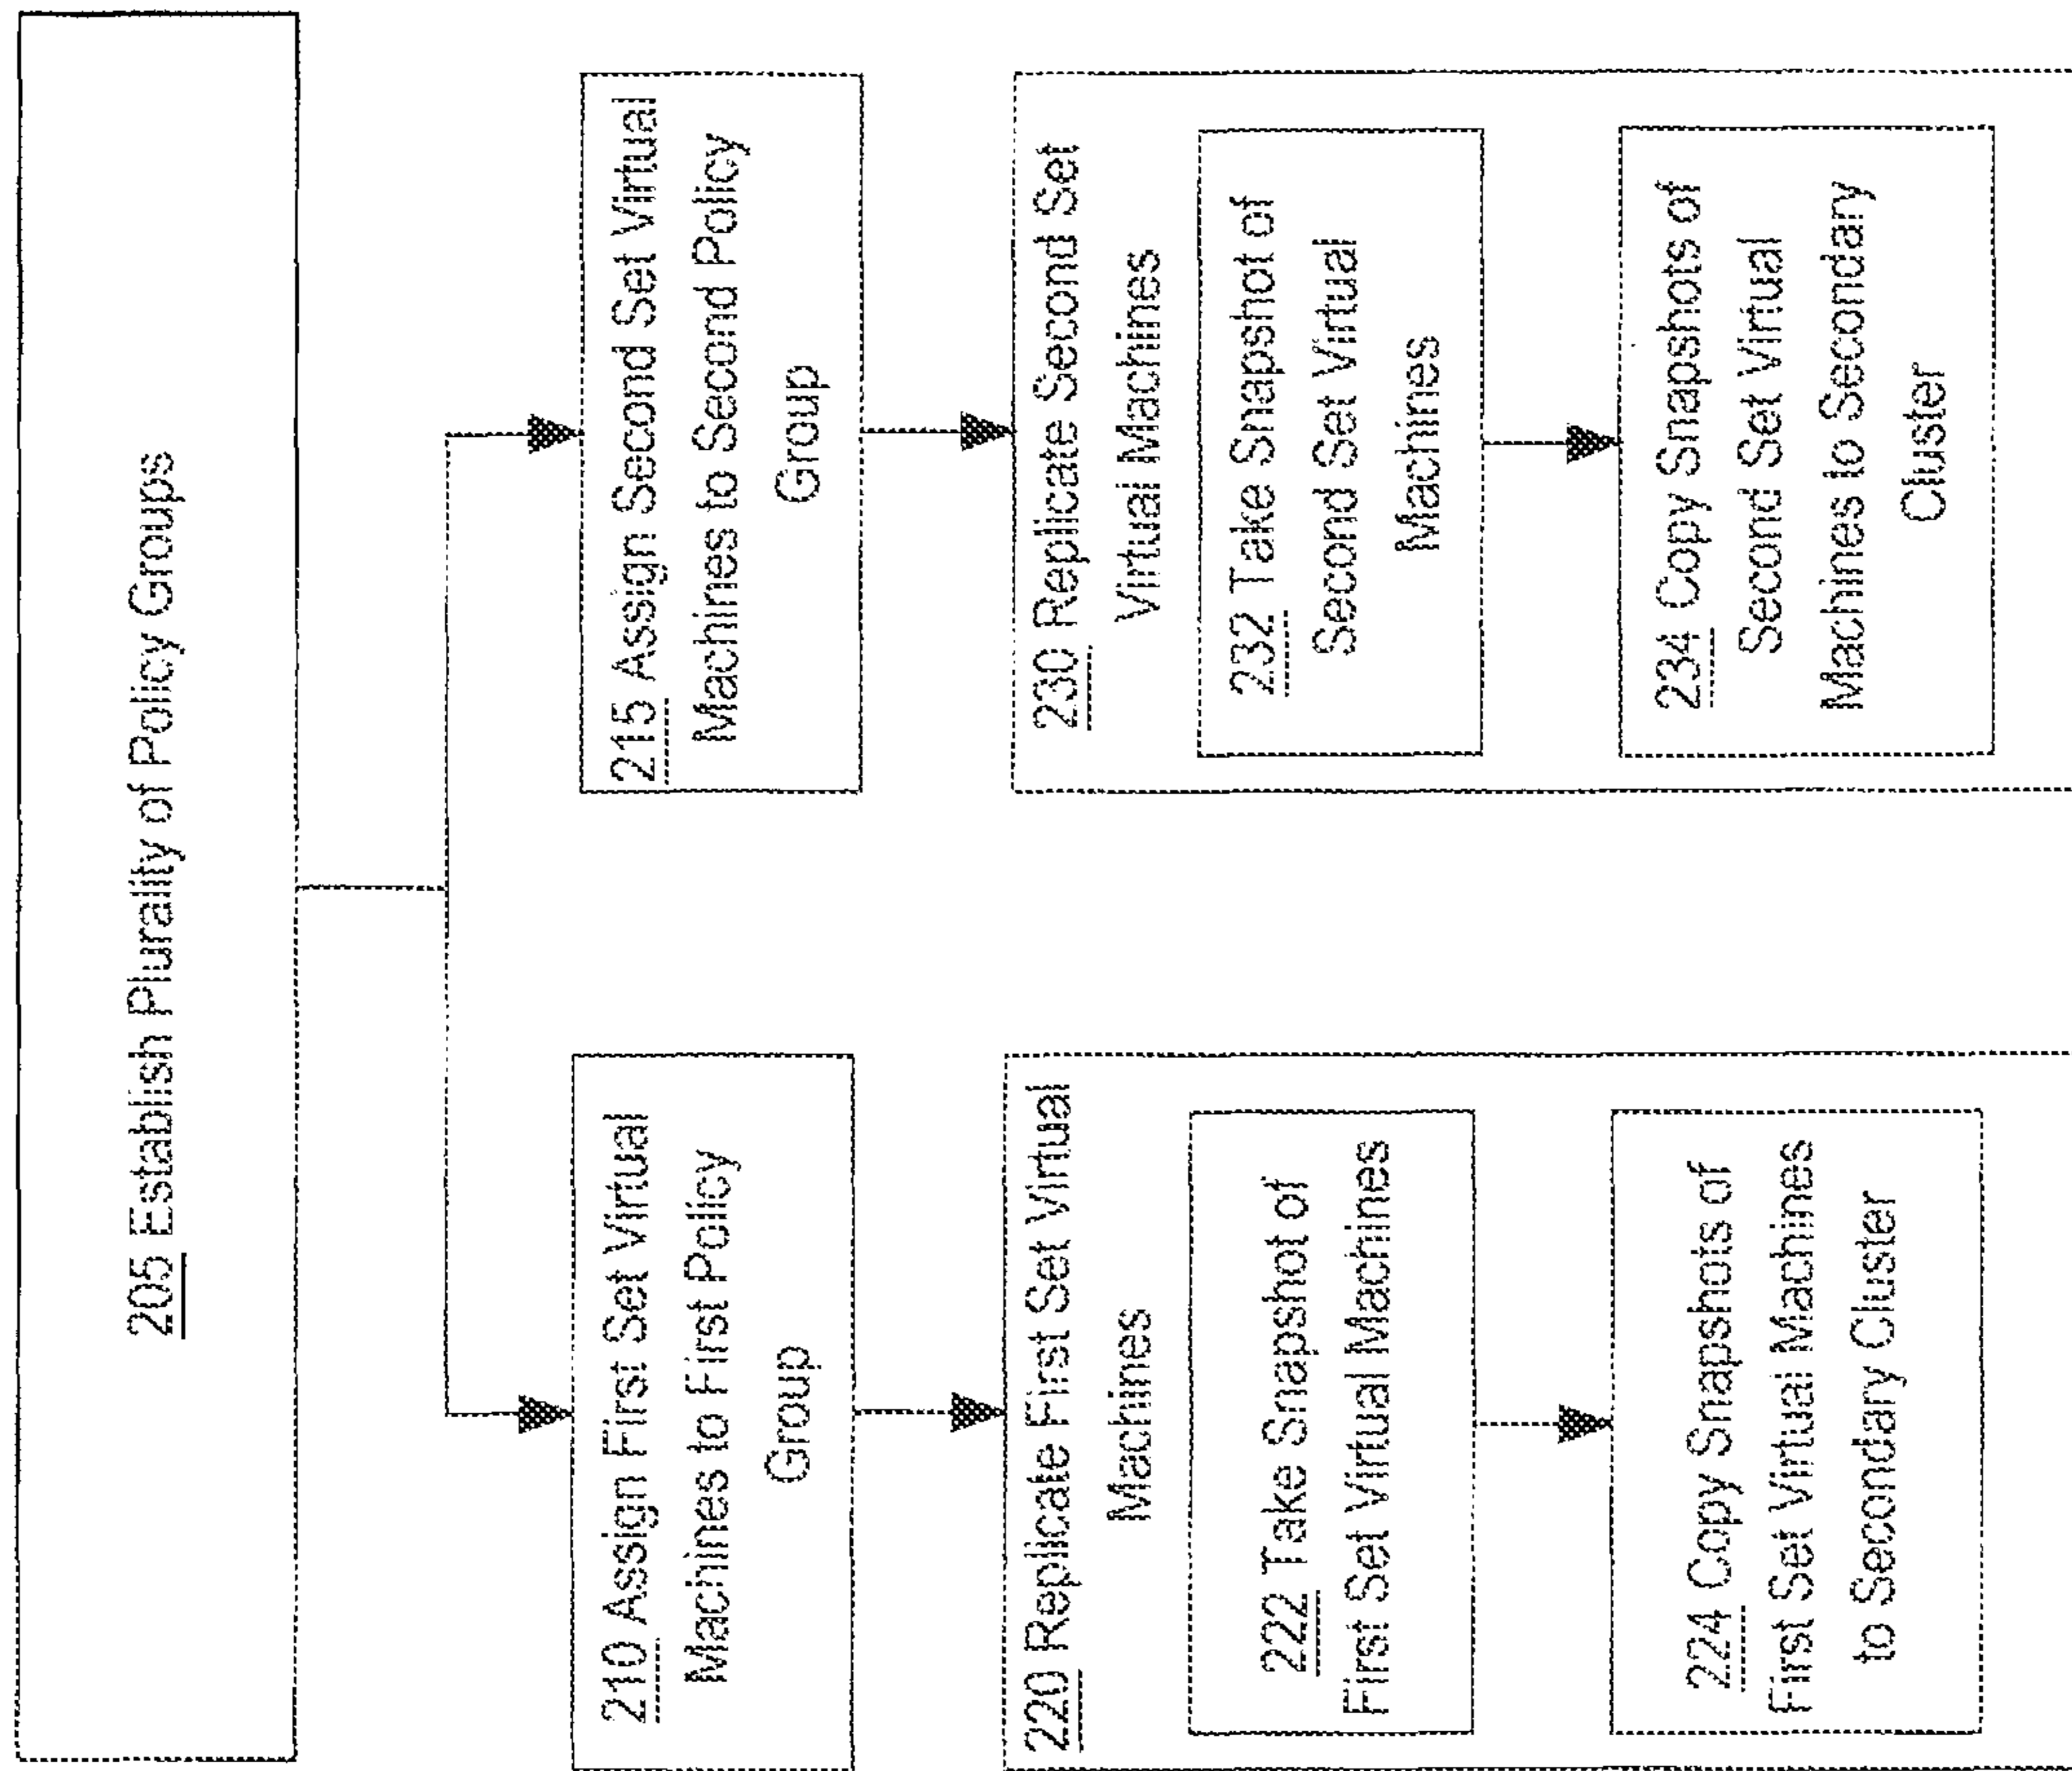 205 Establish Plurality of Policy Groups
210 Assign First Set Virtual
Machines to First Policy
Group
215 Assign Second Set Virtual
Machines to Second Policy
Group
220 Replicate First Set Virtual
Machines
222 Take Snapshot of
First Set Virtual Machines
224 Copy Snapshots of
First Set Virtual Machines
to Secondary Cluster
230 Replicate Second Set
Virtual Machines
232 Take Snapshot of
Second Set Virtual
Machines
234 Copy Snapshots of
Second Set Virtual
Machines to Secondary
Cluster